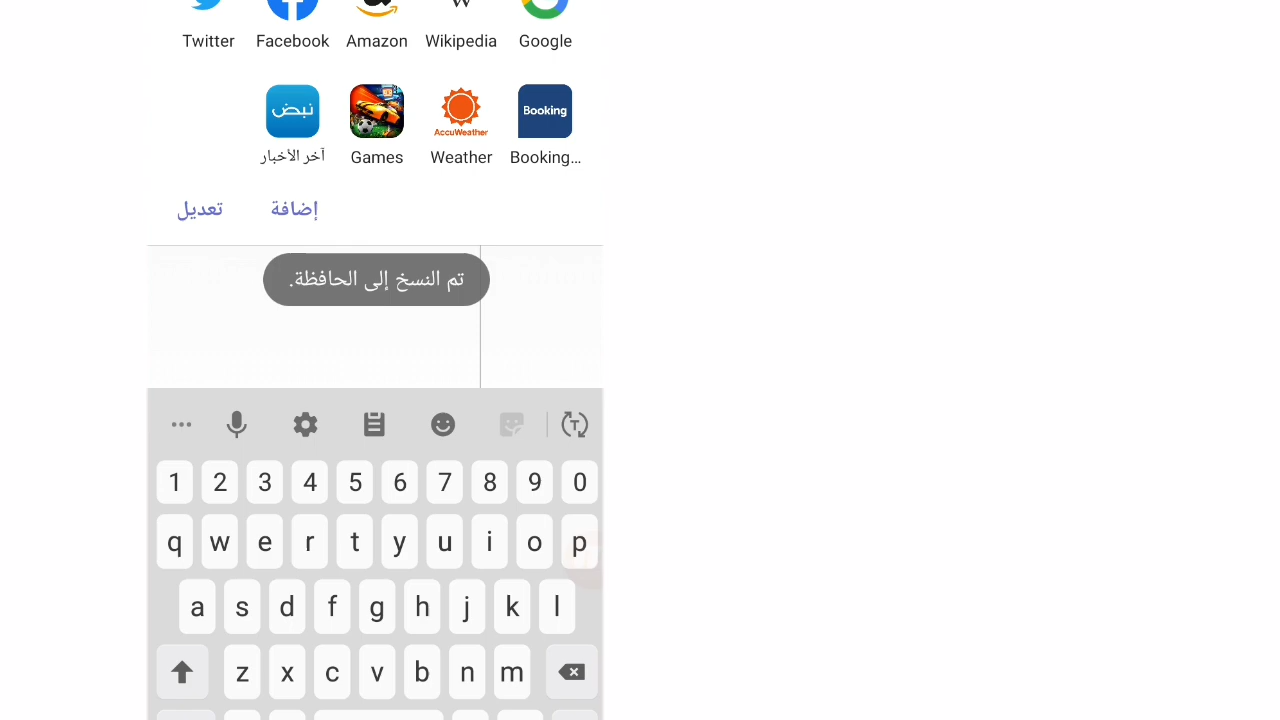 Twitter Facebook Amazon Wikipedia Google
نبض
AccuWeather
Booking
آخر الأخبار Games Weather Booking...
تعديل إضافة
تم النسخ إلى الحافظة.
1 2 3 4 5 6 7 8 9 0
q w e r t y u i o p
a s d f g h j k l
z x c v b n m